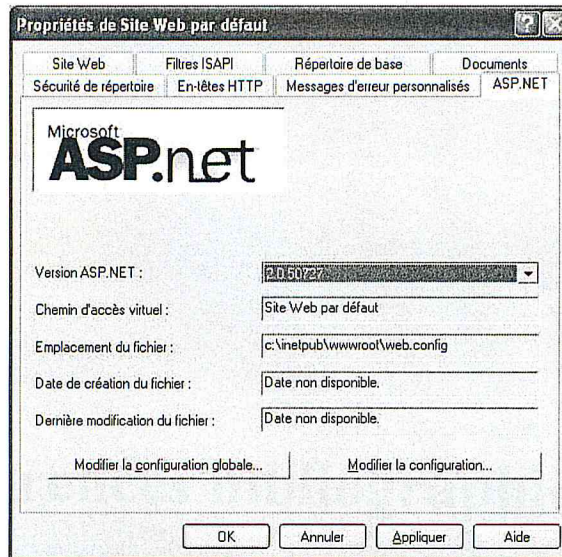 Propriétés de Site Web par défaut
Site Web Filtres ISAPI Répertoire de base Documents
Sécurité de répertoire En-têtes HTTP Messages d'erreur personnalisés ASP.NET
Microsoft
ASP.net
Version ASP.NET : 2.0.50727
Chemin d'accès virtuel : Site Web par défaut
Emplacement du fichier : c:\inetpub\wwwroot\web.config
Date de création du fichier : Date non disponible.
Dernière modification du fichier : Date non disponible.
Modifier la configuration globale... Modifier la configuration...
OK Annuler Appliquer Aide